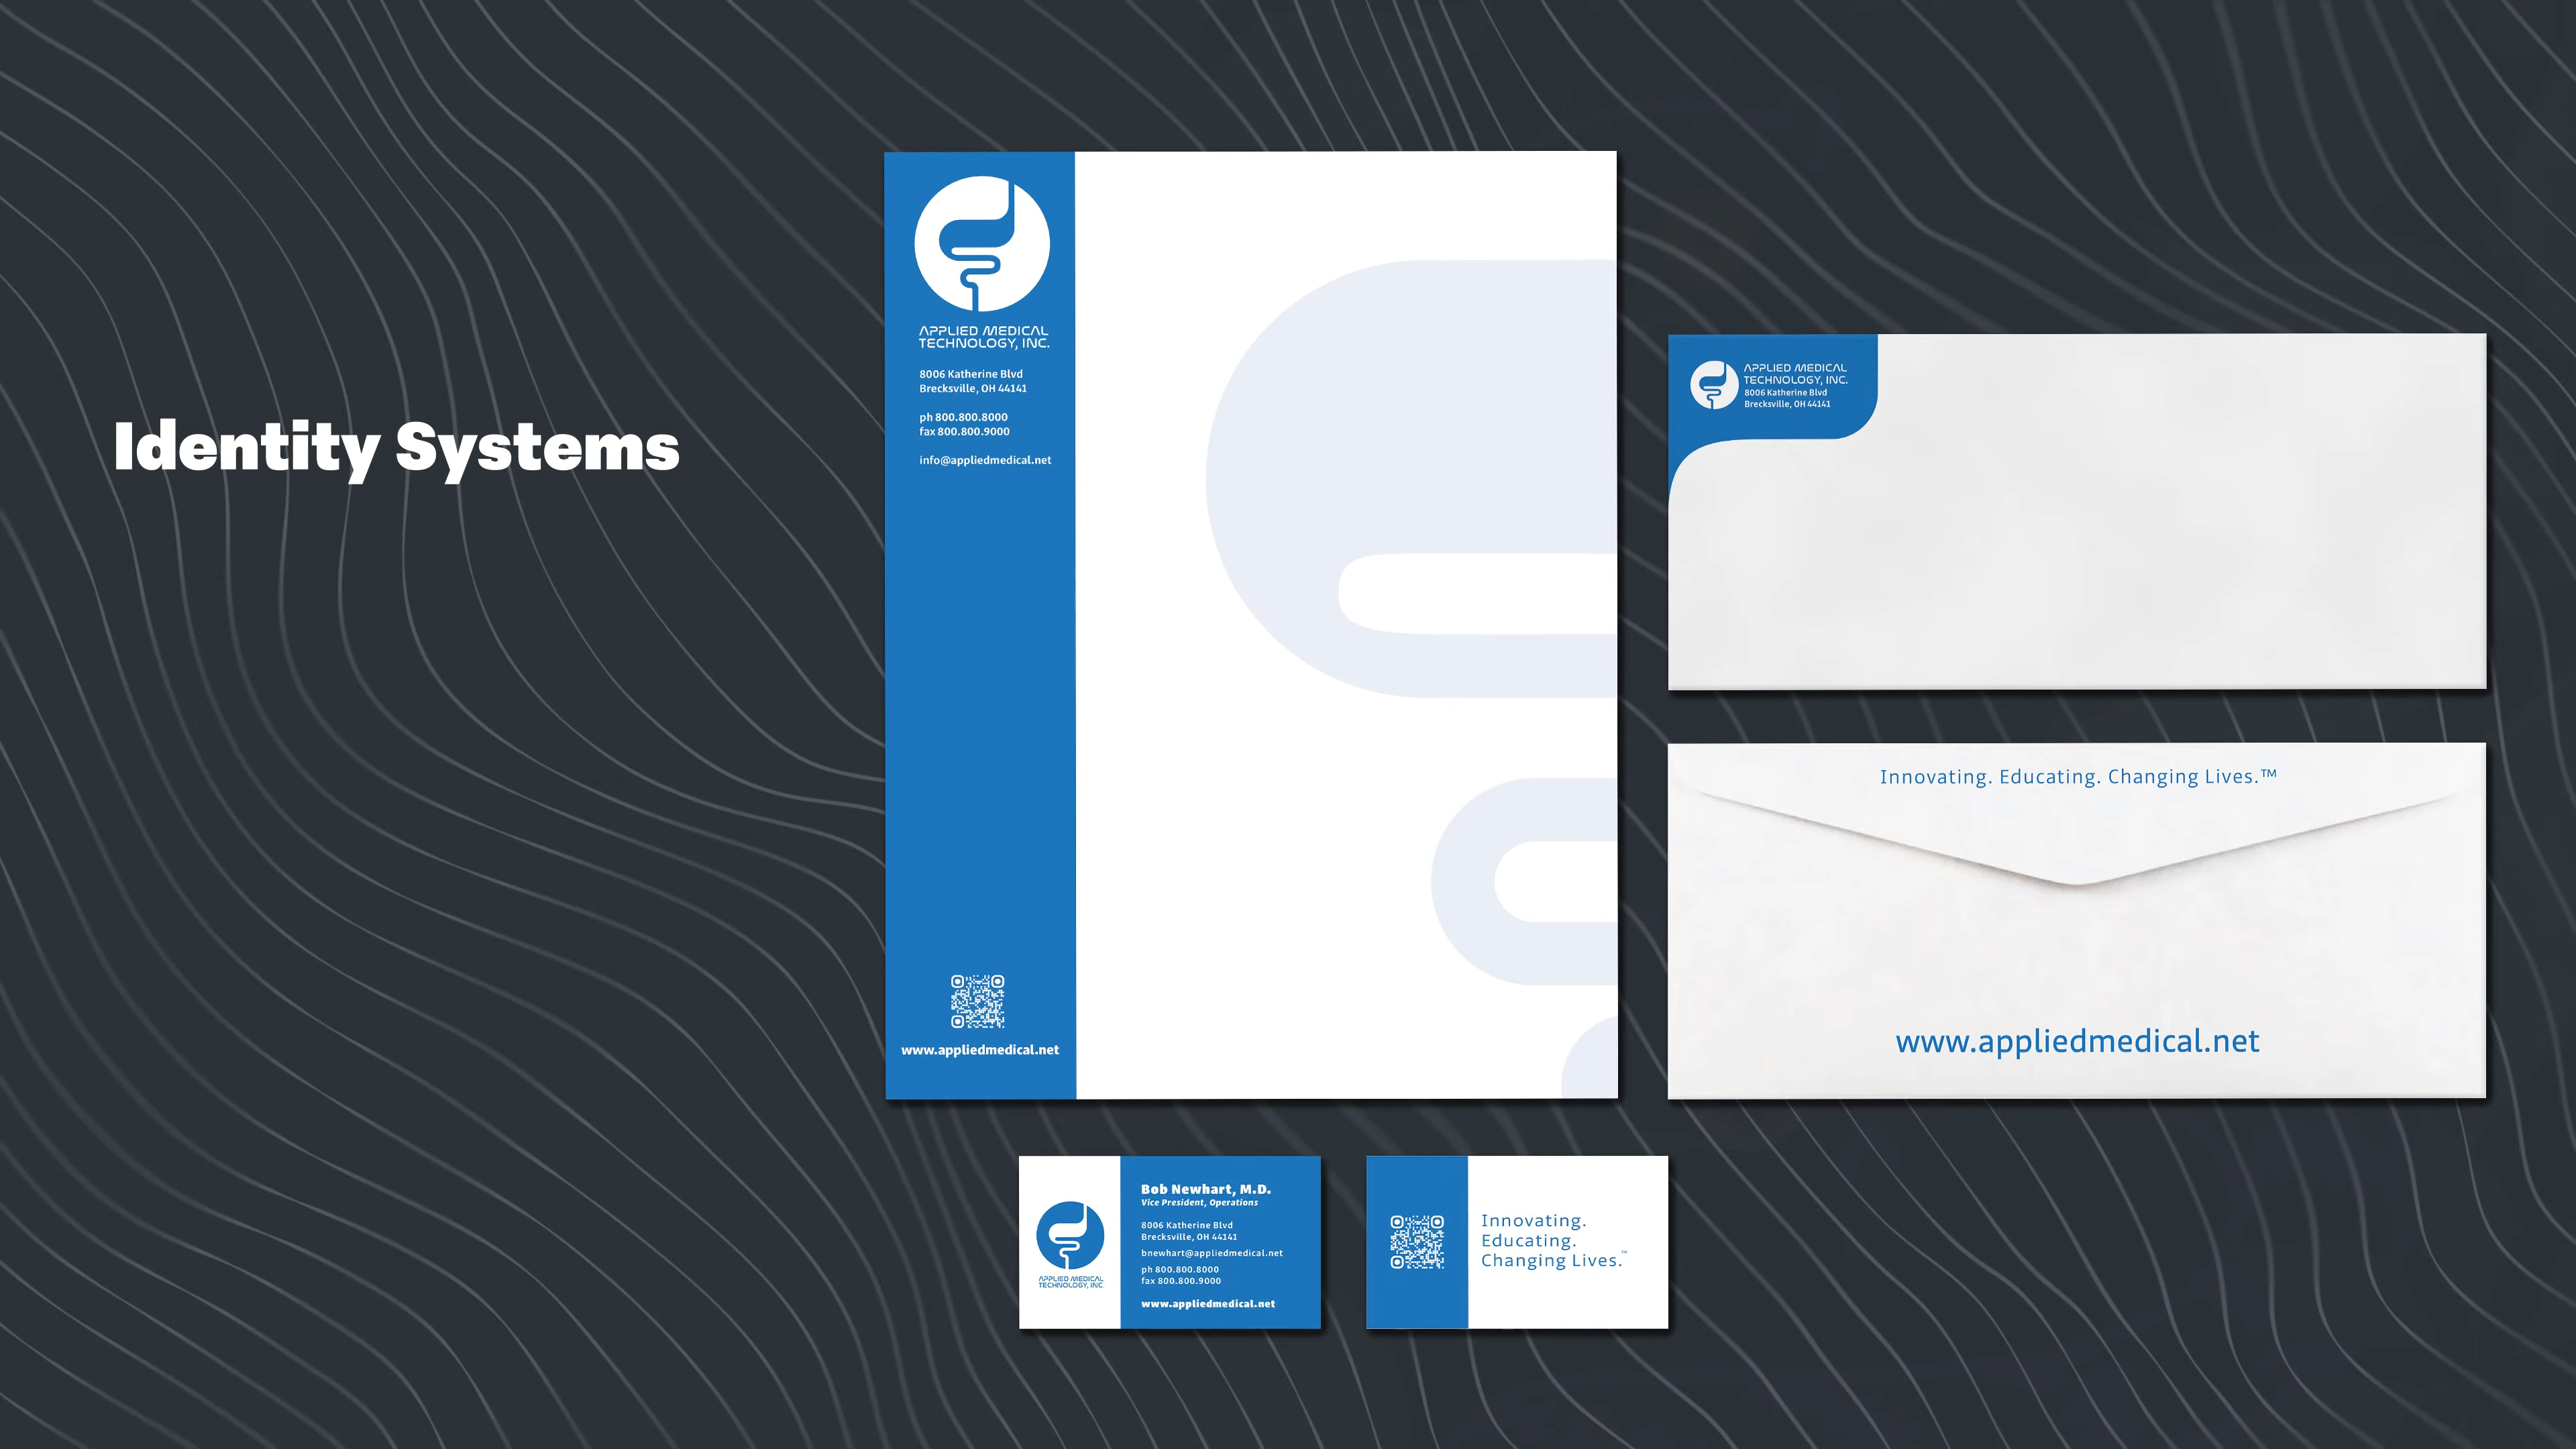 Identity Systems
APPLIED MEDICAL
TECHNOLOGY, INC.
8006 Katherine Blvd
Brecksville, OH 44141
ph 800.800.8000
fax 800.800.9000
info@appliedmedical.net
www.appliedmedical.net
APPLIED MEDICAL
TECHNOLOGY, INC.
8006 Katherine Blvd
Brecksville, OH 44141
Innovating. Educating. Changing Lives.™
www.appliedmedical.net
APPLIED MEDICAL
TECHNOLOGY, INC.
Bob Newhart, M.D.
Vice President, Operations
8006 Katherine Blvd
Brecksville, OH 44141
bnewhart@appliedmedical.net
ph 800.800.8000
fax 800.800.9000
www.appliedmedical.net
Innovating.
Educating.
Changing Lives.™